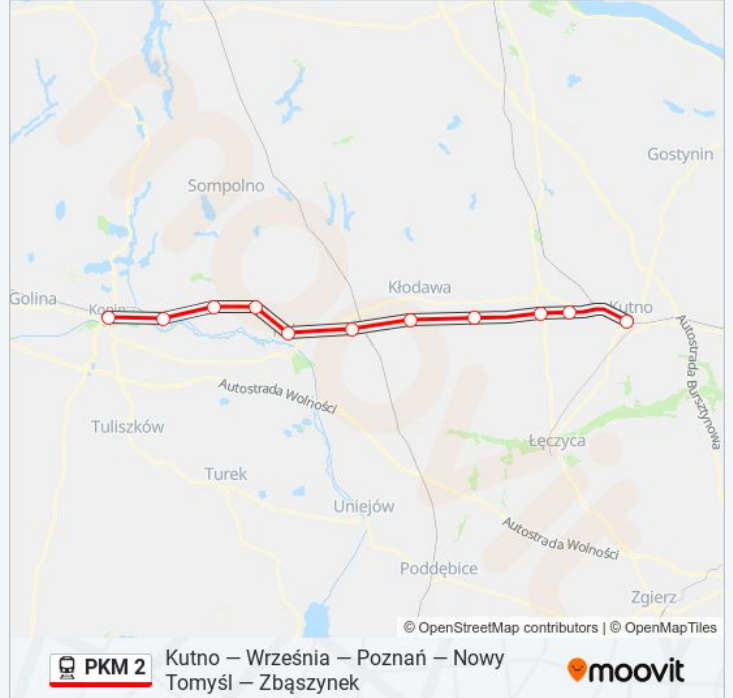 Gostynin
Sompolno
Kłodawa
Golina
Konin
Kutno
Autostrada Bursztynowa
Autostrada Wolności
Tuliszków
Łęczyca
Turek
Uniejów
Autostrada Wolności
Poddębice
Zgierz
© OpenStreetMap contributors | © OpenMapTiles
PKM 2
Kutno — Września — Poznań — Nowy
Tomyśl — Zbąszynek
moovit
moovit